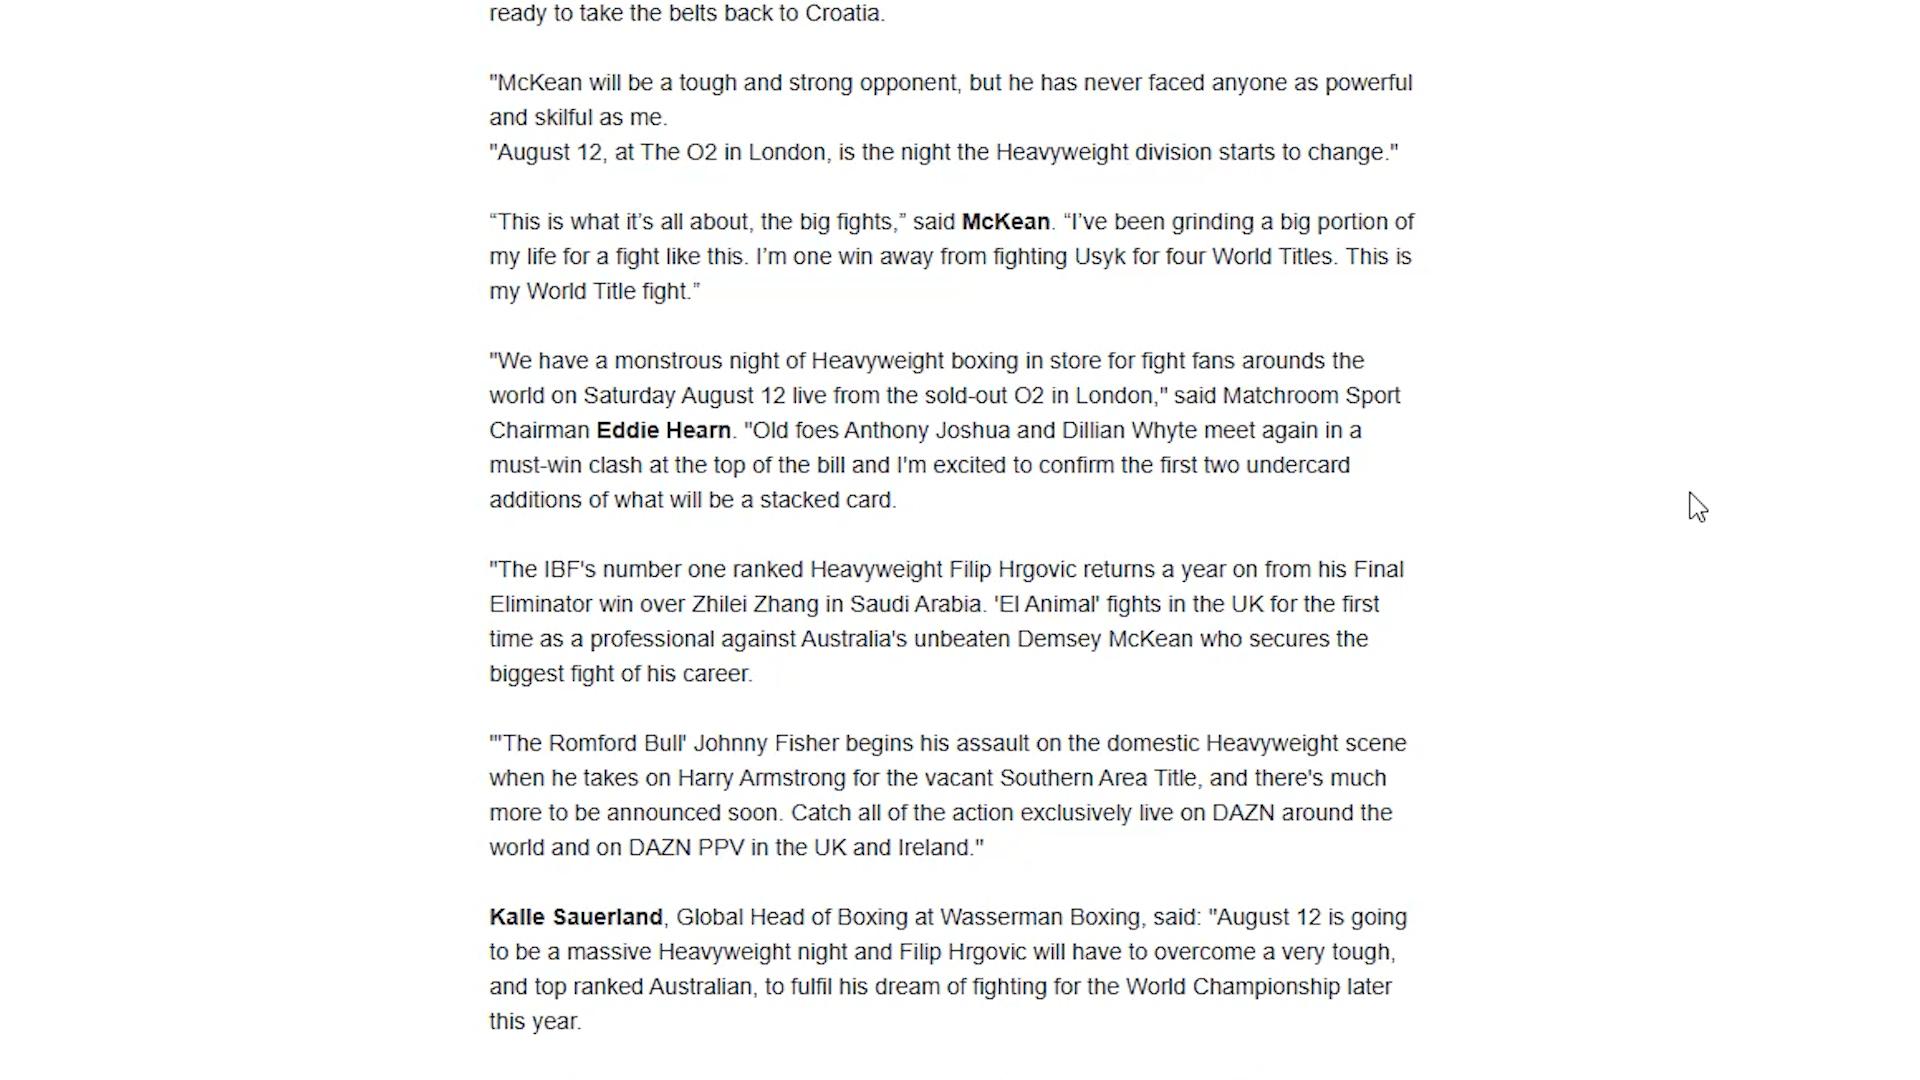 ready to take the belts back to Croatia.
"McKean will be a tough and strong opponent, but he has never faced anyone as powerful
and skilful as me.
"August 12, at The O2 in London, is the night the Heavyweight division starts to change."
“This is what it’s all about, the big fights,” said McKean. “I’ve been grinding a big portion of
my life for a fight like this. I’m one win away from fighting Usyk for four World Titles. This is
my World Title fight.”
"We have a monstrous night of Heavyweight boxing in store for fight fans arounds the
world on Saturday August 12 live from the sold-out O2 in London," said Matchroom Sport
Chairman Eddie Hearn. "Old foes Anthony Joshua and Dillian Whyte meet again in a
must-win clash at the top of the bill and I'm excited to confirm the first two undercard
additions of what will be a stacked card.
"The IBF's number one ranked Heavyweight Filip Hrgovic returns a year on from his Final
Eliminator win over Zhilei Zhang in Saudi Arabia. 'El Animal' fights in the UK for the first
time as a professional against Australia's unbeaten Demsey McKean who secures the
biggest fight of his career.
"'The Romford Bull' Johnny Fisher begins his assault on the domestic Heavyweight scene
when he takes on Harry Armstrong for the vacant Southern Area Title, and there's much
more to be announced soon. Catch all of the action exclusively live on DAZN around the
world and on DAZN PPV in the UK and Ireland."
Kalle Sauerland, Global Head of Boxing at Wasserman Boxing, said: "August 12 is going
to be a massive Heavyweight night and Filip Hrgovic will have to overcome a very tough,
and top ranked Australian, to fulfil his dream of fighting for the World Championship later
this year.